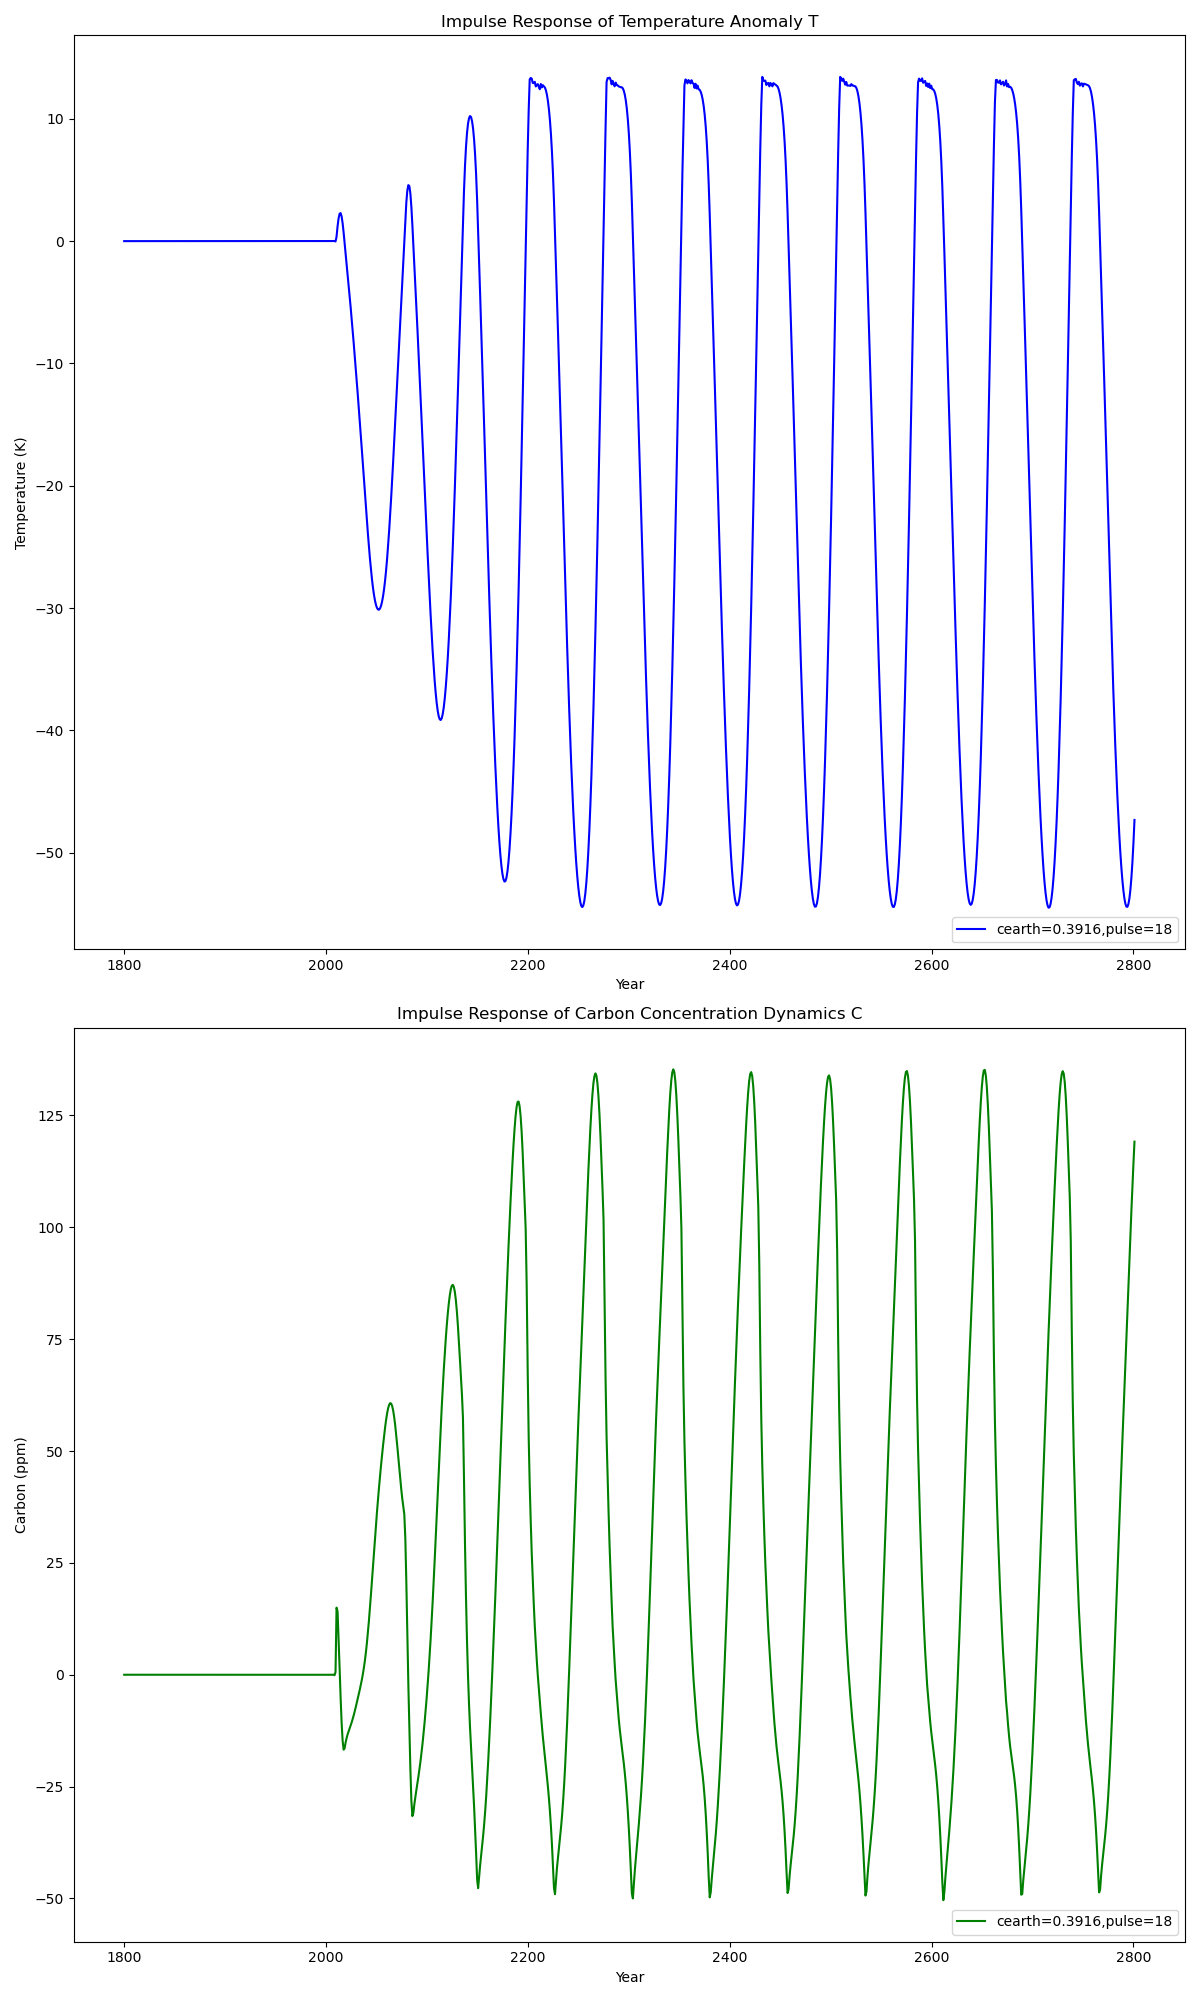 Impulse Response of Temperature Anomaly T
10
0
−10
−20
−30
−40
−50
Temperature (K)
cearth=0.3916,pulse=18
1800 2000 2200 2400 2600 2800
Year
Impulse Response of Carbon Concentration Dynamics C
125
100
75
50
25
0
−25
−50
Carbon (ppm)
cearth=0.3916,pulse=18
1800 2000 2200 2400 2600 2800
Year